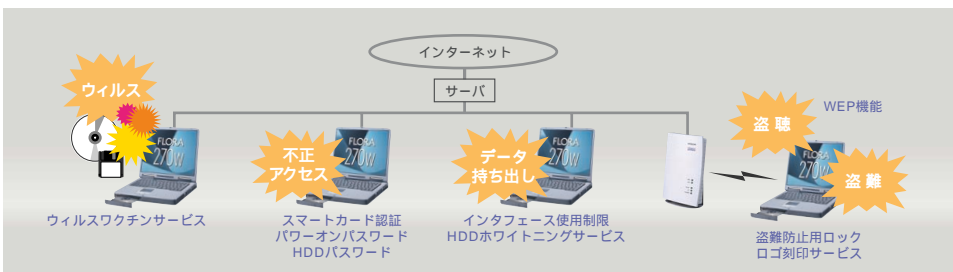 インターネット
サーバ
ウィルス
FLORA
270W
ウィルスワクチンサービス
不正
アクセス
FLORA
270W
スマートカード認証
パワーオンパスワード
HDDパスワード
データ
持ち出し
FLORA
270W
インタフェース使用制限
HDDホワイトニングサービス
盗聴
WEP機能
FLORA
270W
盗難
盗難防止用ロック
ロゴ刻印サービス